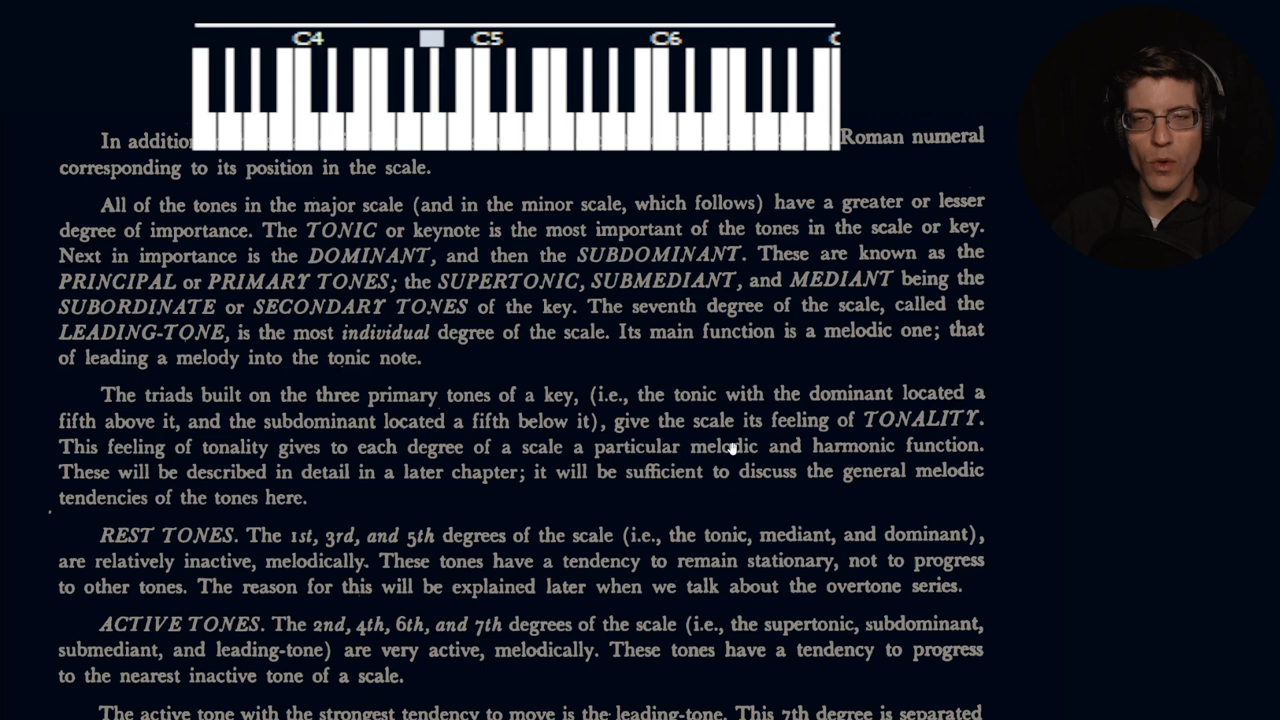 C4 C5 C6 C
In addition Roman numeral
corresponding to its position in the scale.
All of the tones in the major scale (and in the minor scale, which follows) have a greater or lesser
degree of importance. The TONIC or keynote is the most important of the tones in the scale or key.
Next in importance is the DOMINANT, and then the SUBDOMINANT. These are known as the
PRINCIPAL or PRIMARY TONES; the SUPERTONIC, SUBMEDIANT, and MEDIANT being the
SUBORDINATE or SECONDARY TONES of the key. The seventh degree of the scale, called the
LEADING-TONE, is the most individual degree of the scale. Its main function is a melodic one; that
of leading a melody into the tonic note.
The triads built on the three primary tones of a key, (i.e., the tonic with the dominant located a
fifth above it, and the subdominant located a fifth below it), give the scale its feeling of TONALITY.
This feeling of tonality gives to each degree of a scale a particular melodic and harmonic function.
These will be described in detail in a later chapter; it will be sufficient to discuss the general melodic
tendencies of the tones here.
REST TONES. The 1st, 3rd, and 5th degrees of the scale (i.e., the tonic, mediant, and dominant),
are relatively inactive, melodically. These tones have a tendency to remain stationary, not to progress
to other tones. The reason for this will be explained later when we talk about the overtone series.
ACTIVE TONES. The 2nd, 4th, 6th, and 7th degrees of the scale (i.e., the supertonic, subdominant,
submediant, and leading-tone) are very active, melodically. These tones have a tendency to progress
to the nearest inactive tone of a scale.
The active tone with the strongest tendency to move is the leading-tone. This 7th degree is separated